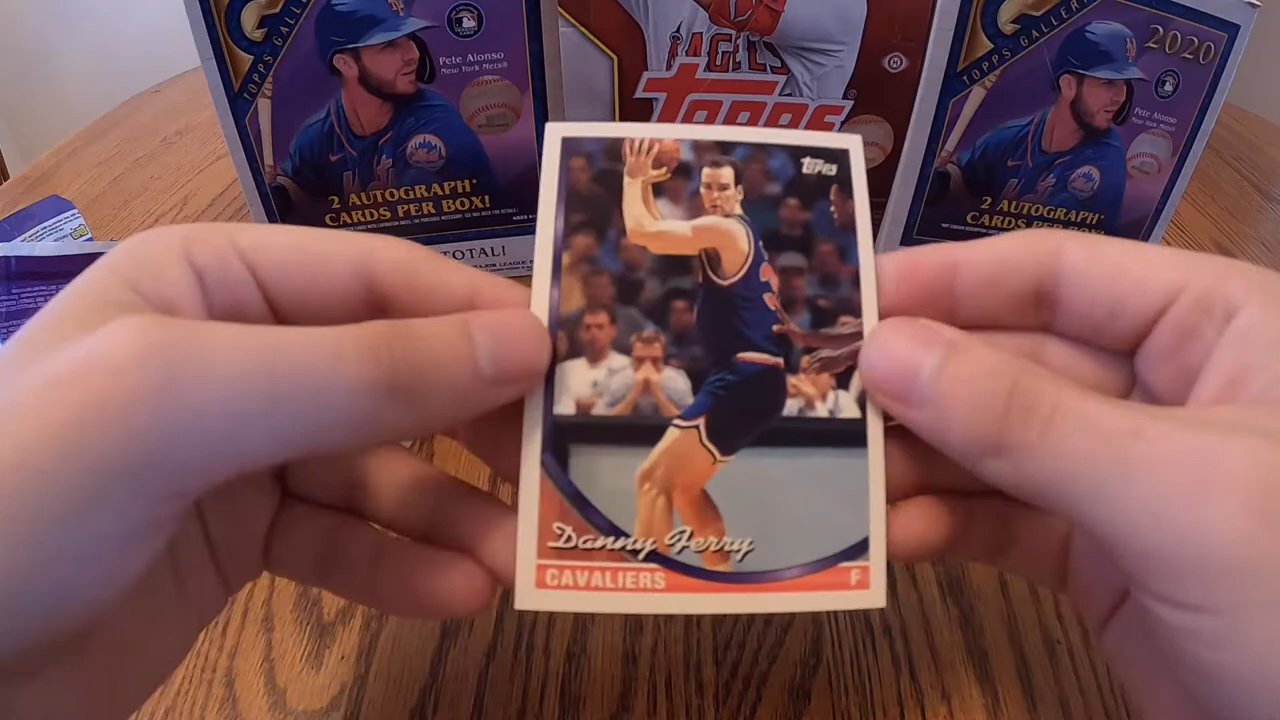 TOPPS GALLERY
Pete Alonso
New York Mets®
2 AUTOGRAPH*
CARDS PER BOX!
TOTAL!
ANGELS
TOPPS
TOPPS GALLERY
2020
Pete Alonso
New York Mets
2 AUTOGRAPH*
CARDS PER BOX!
Topps
Danny Ferry
CAVALIERS
F